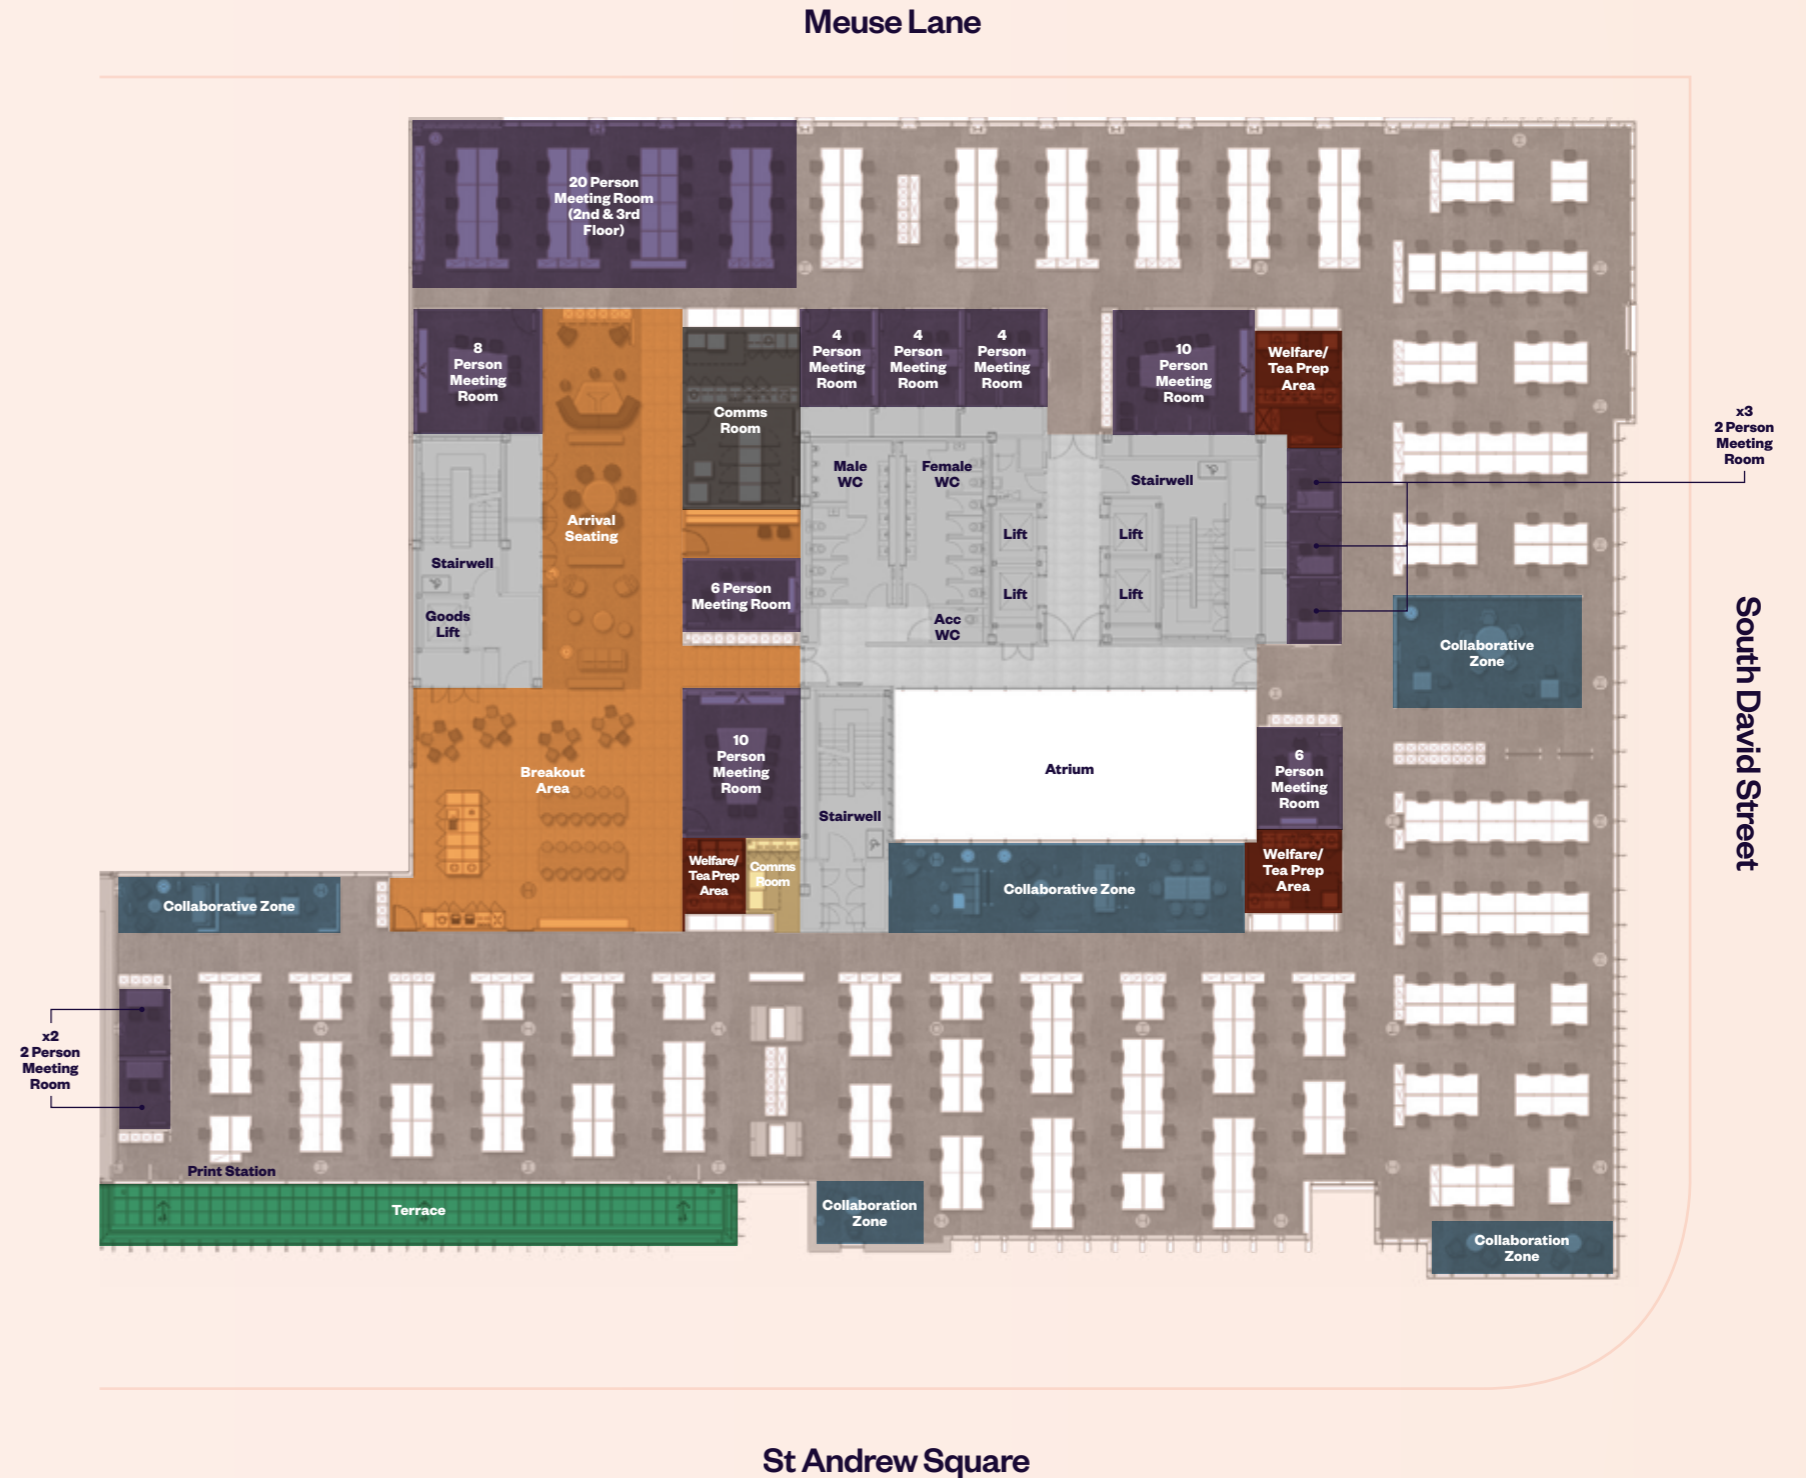 Meuse Lane
20 Person
Meeting Room
(2nd & 3rd
Floor)
8
Person
Meeting
Room
4
Person
Meeting
Room
4
Person
Meeting
Room
4
Person
Meeting
Room
10
Person
Meeting
Room
Welfare/
Tea Prep
Area
Comms
Room
x3
2 Person
Meeting
Room
Male
WC
Female
WC
Stairwell
Arrival
Seating
Lift
Lift
Stairwell
6 Person
Meeting Room
Lift
Lift
Goods
Lift
Acc
WC
Collaborative
Zone
South David Street
10
Person
Meeting
Room
Atrium
6
Person
Meeting
Room
Breakout
Area
Stairwell
Welfare/
Tea Prep
Area
Comms
Room
Collaborative Zone
Welfare/
Tea Prep
Area
Collaborative Zone
x2
2 Person
Meeting
Room
Print Station
Terrace
Collaboration
Zone
Collaboration
Zone
St Andrew Square